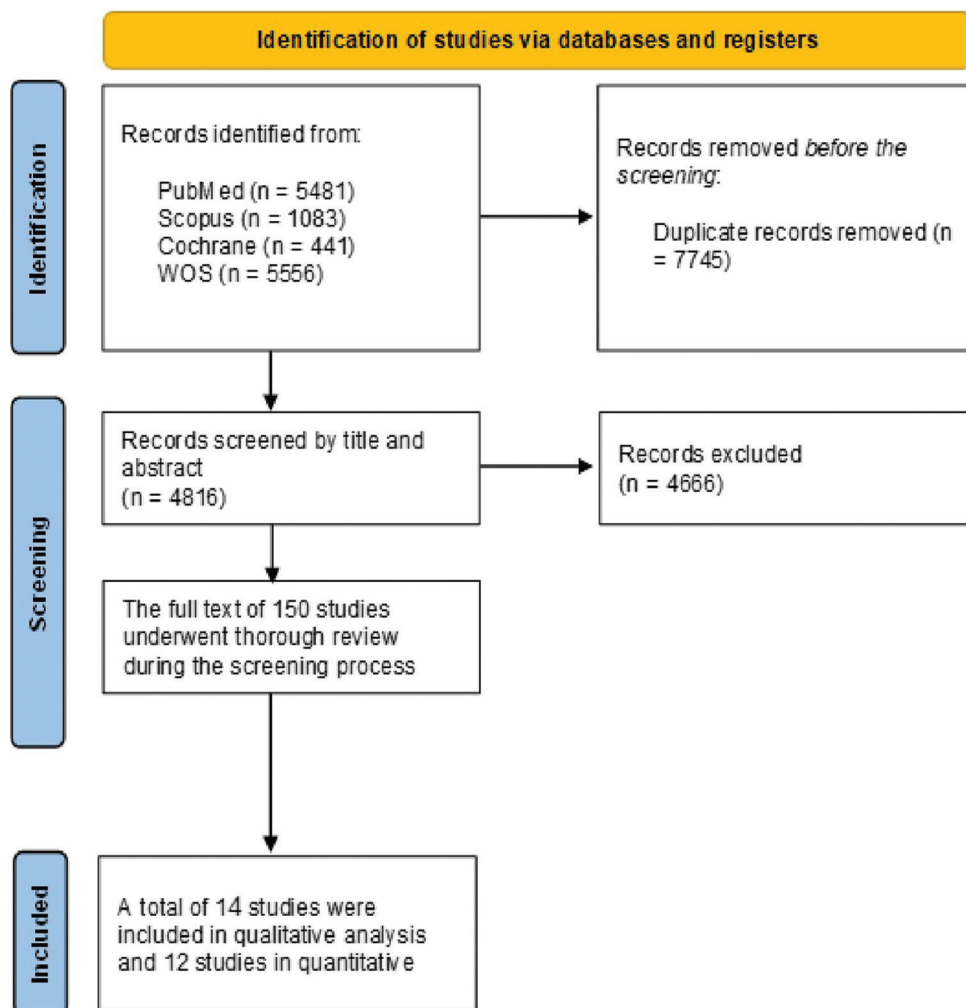 Identification of studies via databases and registers
Identification
Records identified from:
PubMed (n = 5481)
Scopus (n = 1083)
Cochrane (n = 441)
WOS (n = 5556)
Records removed before the
screening:
Duplicate records removed (n
= 7745)
Screening
Records screened by title and
abstract
(n = 4816)
Records excluded
(n = 4666)
The full text of 150 studies
underwent thorough review
during the screening process
Included
A total of 14 studies were
included in qualitative analysis
and 12 studies in quantitative